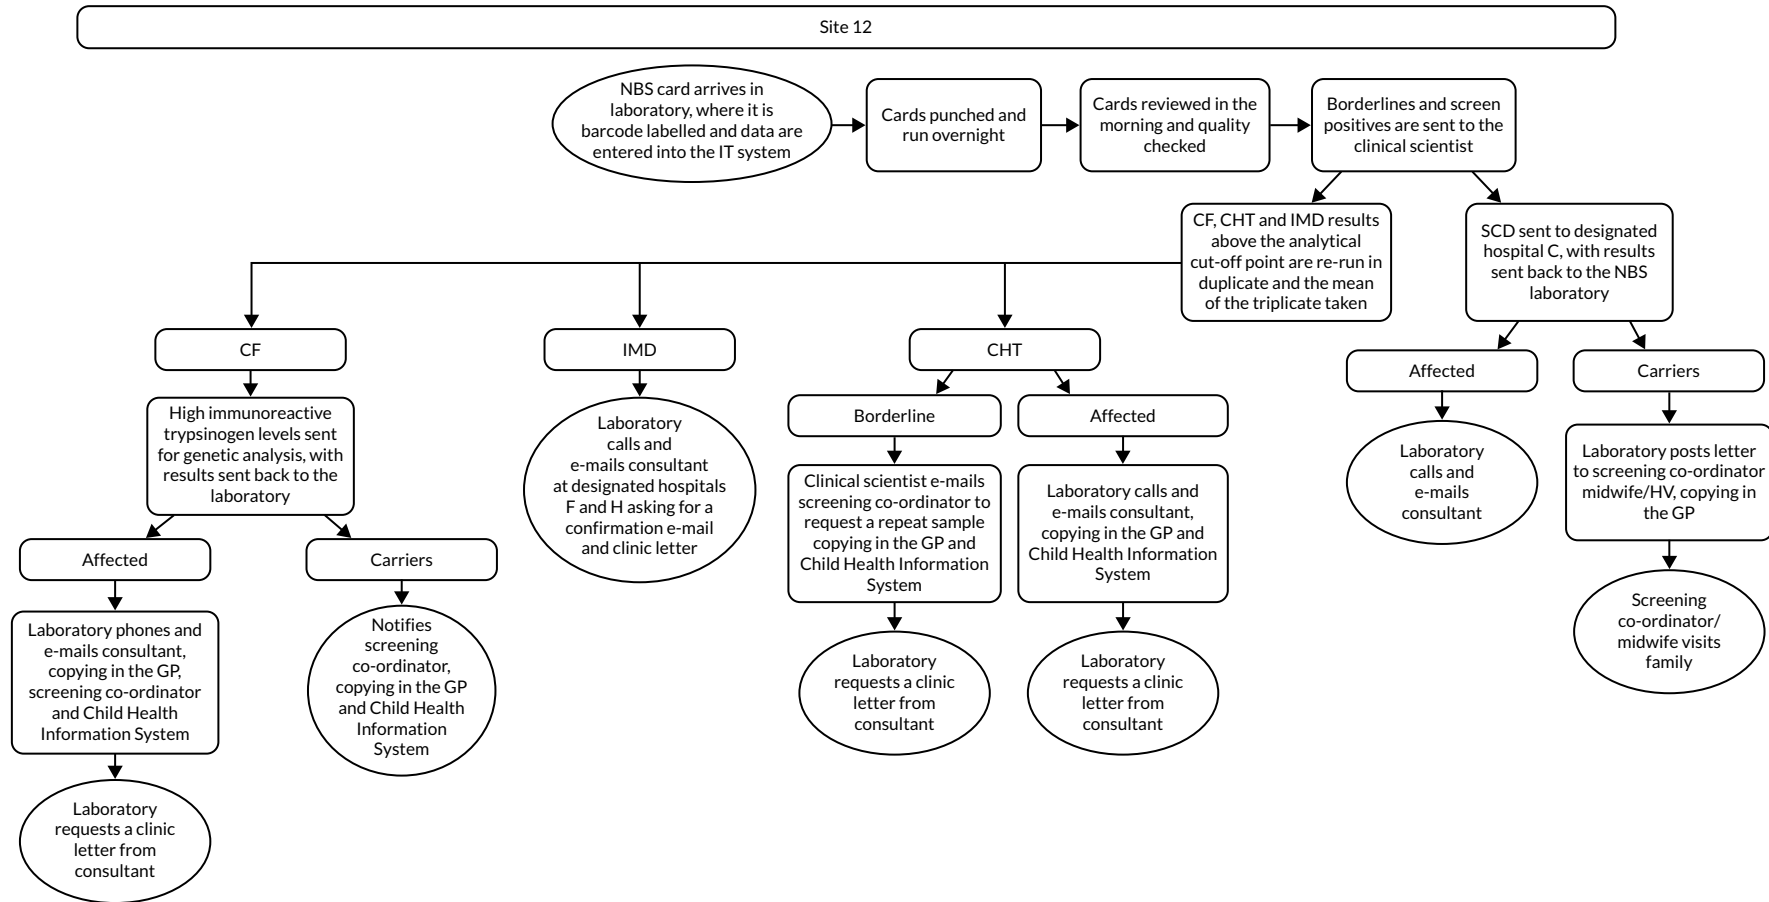 Site 12
NBS card arrives in
laboratory, where it is
barcode labelled and data are
entered into the IT system
Cards punched and
run overnight
Cards reviewed in the
morning and quality
checked
Borderlines and screen
positives are sent to the
clinical scientist
CF, CHT and IMD results
above the analytical
cut-off point are re-run in
duplicate and the mean
of the triplicate taken
SCD sent to designated
hospital C, with results
sent back to the NBS
laboratory
CF
IMD
CHT
Affected
Carriers
High immunoreactive
trypsinogen levels sent
for genetic analysis, with
results sent back to the
laboratory
Laboratory
calls and
e-mails consultant
at designated hospitals
F and H asking for a
confirmation e-mail
and clinic letter
Borderline
Affected
Clinical scientist e-mails
screening co-ordinator to
request a repeat sample
copying in the GP and
Child Health Information
System
Laboratory calls and
e-mails consultant,
copying in the GP and
Child Health Information
System
Laboratory
calls and
e-mails
consultant
Laboratory posts letter
to screening co-ordinator
midwife/HV, copying in
the GP
Affected
Carriers
Laboratory phones and
e-mails consultant,
copying in the GP,
screening co-ordinator
and Child Health
Information System
Notifies
screening
co-ordinator,
copying in the GP
and Child Health
Information
System
Laboratory
requests a clinic
letter from
consultant
Laboratory
requests a clinic
letter from
consultant
Screening
co-ordinator/
midwife visits
family
Laboratory
requests a clinic
letter from
consultant